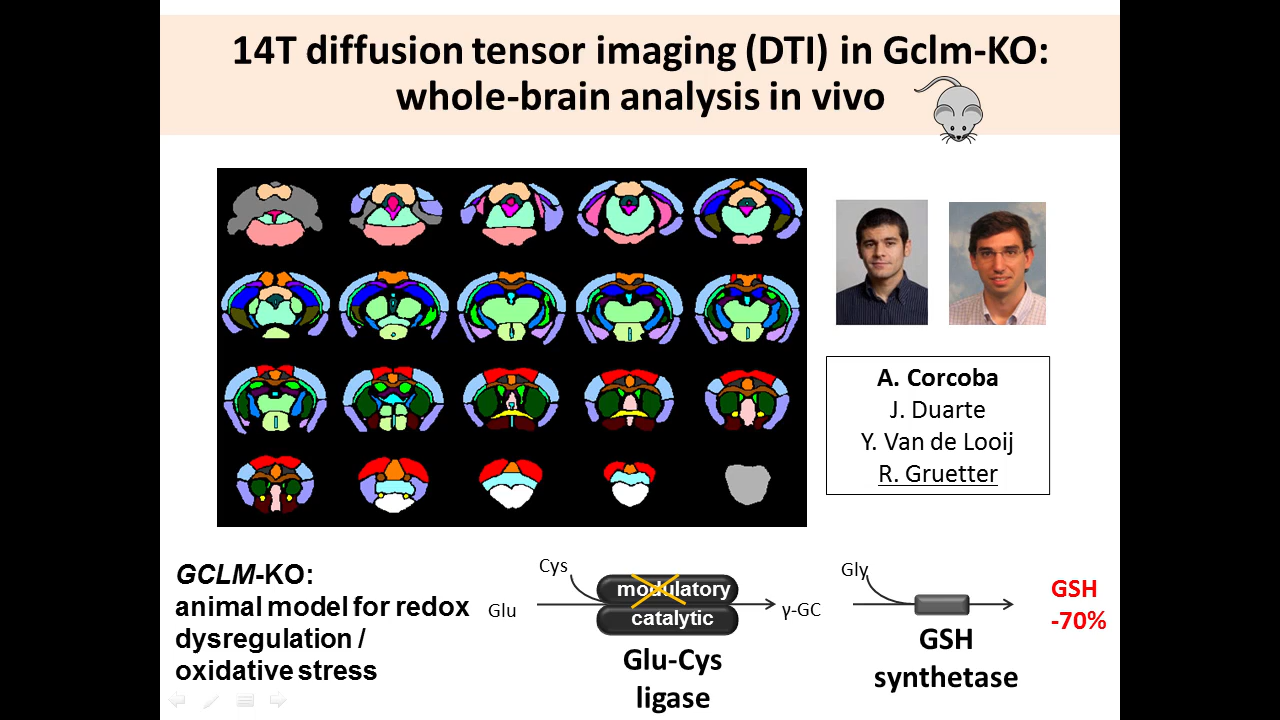 14T diffusion tensor imaging (DTI) in Gclm-KO:
whole-brain analysis in vivo
A. Corcoba
J. Duarte
Y. Van de Looij
R. Gruetter
GCLM-KO:
animal model for redox
dysregulation /
oxidative stress
Cys
Glu
modulatory
catalytic
γ-GC
Glu-Cys
ligase
Gly
GSH
synthetase
GSH
-70%